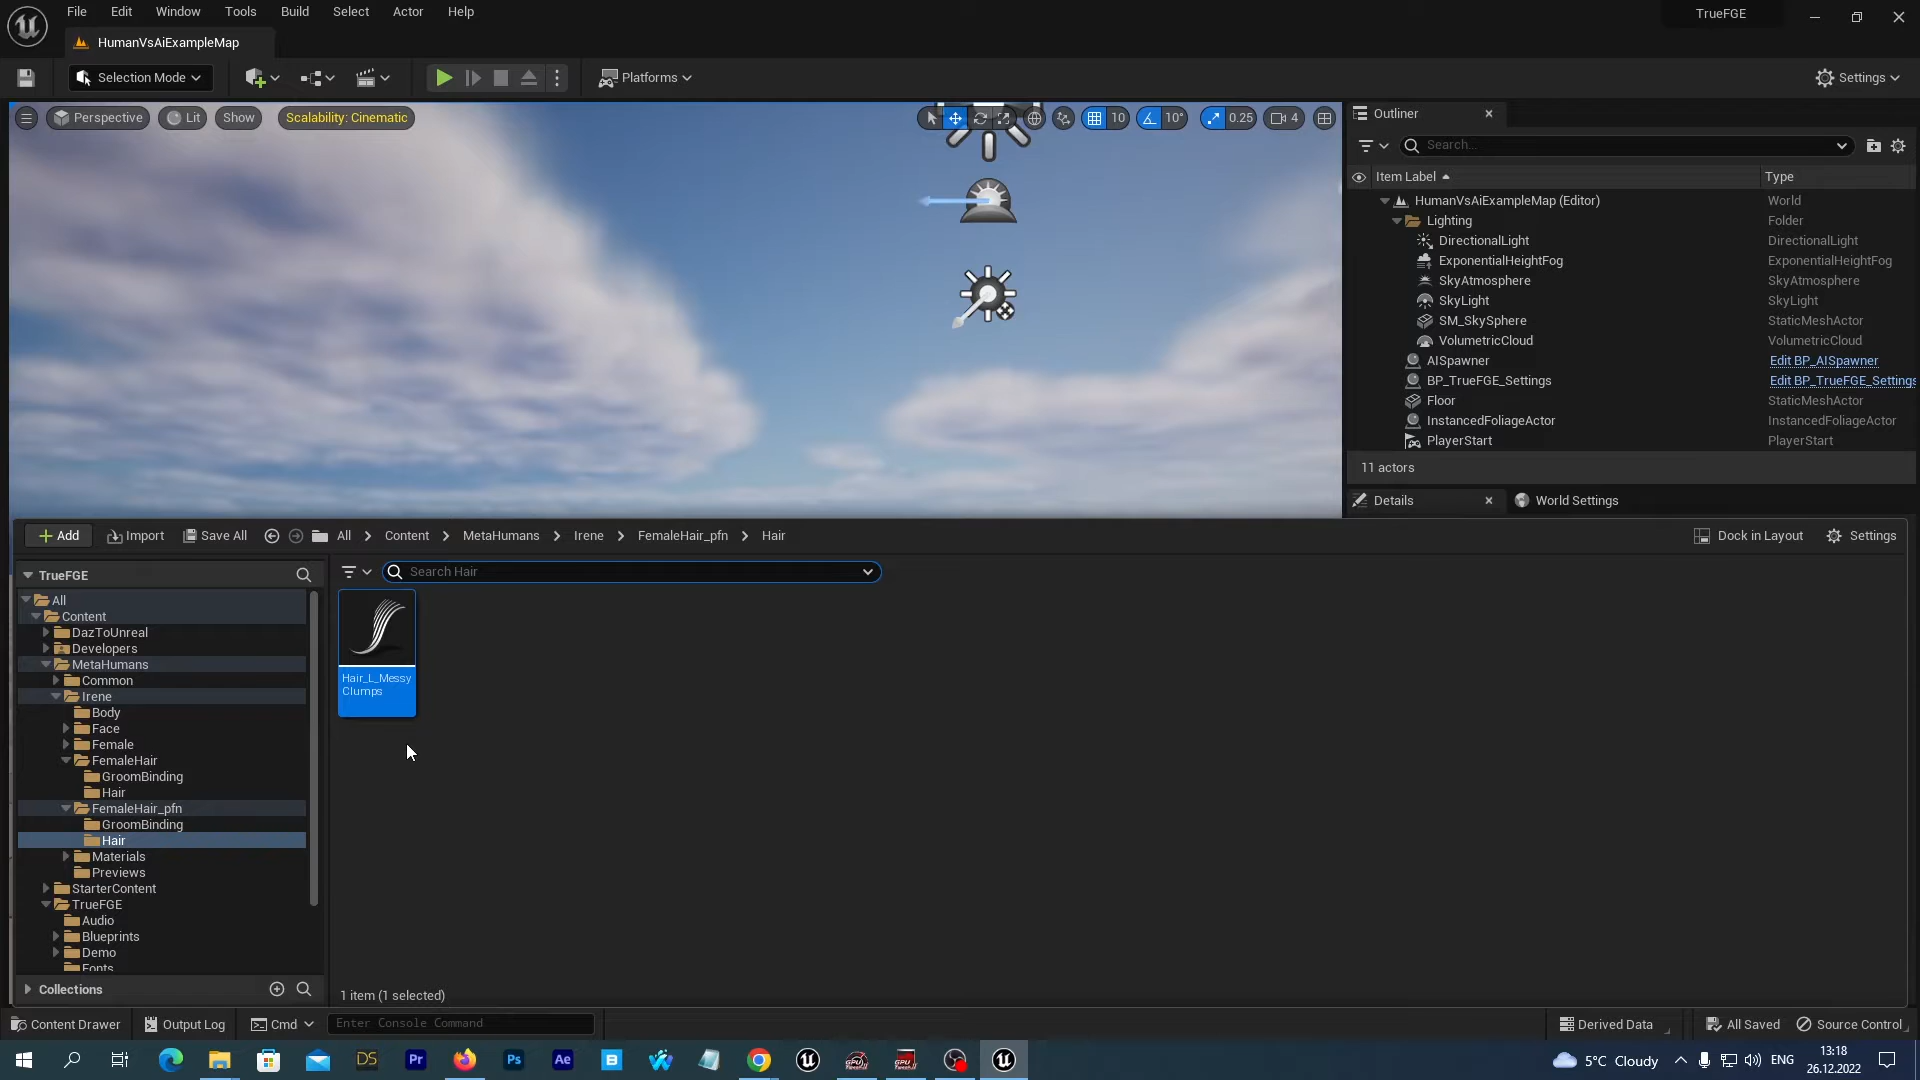 File Edit Window Tools Build Select Actor Help
TrueFGE
HumanVsAiExampleMap
Selection Mode
Platforms
Settings
Perspective Lit Show Scalability: Cinematic
10 10° 0.25 4
Outliner
Search...
Item Label Type
HumanVsAiExampleMap (Editor) World
Lighting Folder
DirectionalLight DirectionalLight
ExponentialHeightFog ExponentialHeightFog
SkyAtmosphere SkyAtmosphere
SkyLight SkyLight
SM_SkySphere StaticMeshActor
VolumetricCloud VolumetricCloud
AISpawner Edit BP_AISpawner
BP_TrueFGE_Settings Edit BP_TrueFGE_Settings
Floor StaticMeshActor
InstancedFoliageActor InstancedFoliageActor
PlayerStart PlayerStart
11 actors
Details World Settings
Add Import Save All All Content MetaHumans Irene FemaleHair_pfn Hair Dock in Layout Settings
TrueFGE
Search Hair
All
Content
DazToUnreal
Developers
MetaHumans
Common
Irene
Body
Face
Female
FemaleHair
GroomBinding
Hair
FemaleHair_pfn
GroomBinding
Hair
Materials
Previews
StarterContent
TrueFGE
Audio
Blueprints
Demo
Fonts
Hair_L_Messy
Clumps
Collections
1 item (1 selected)
Content Drawer Output Log Cmd Enter Console Command Derived Data All Saved Source Control
DS Pr Ps Ae
5°C Cloudy ENG
13:18
26.12.2022